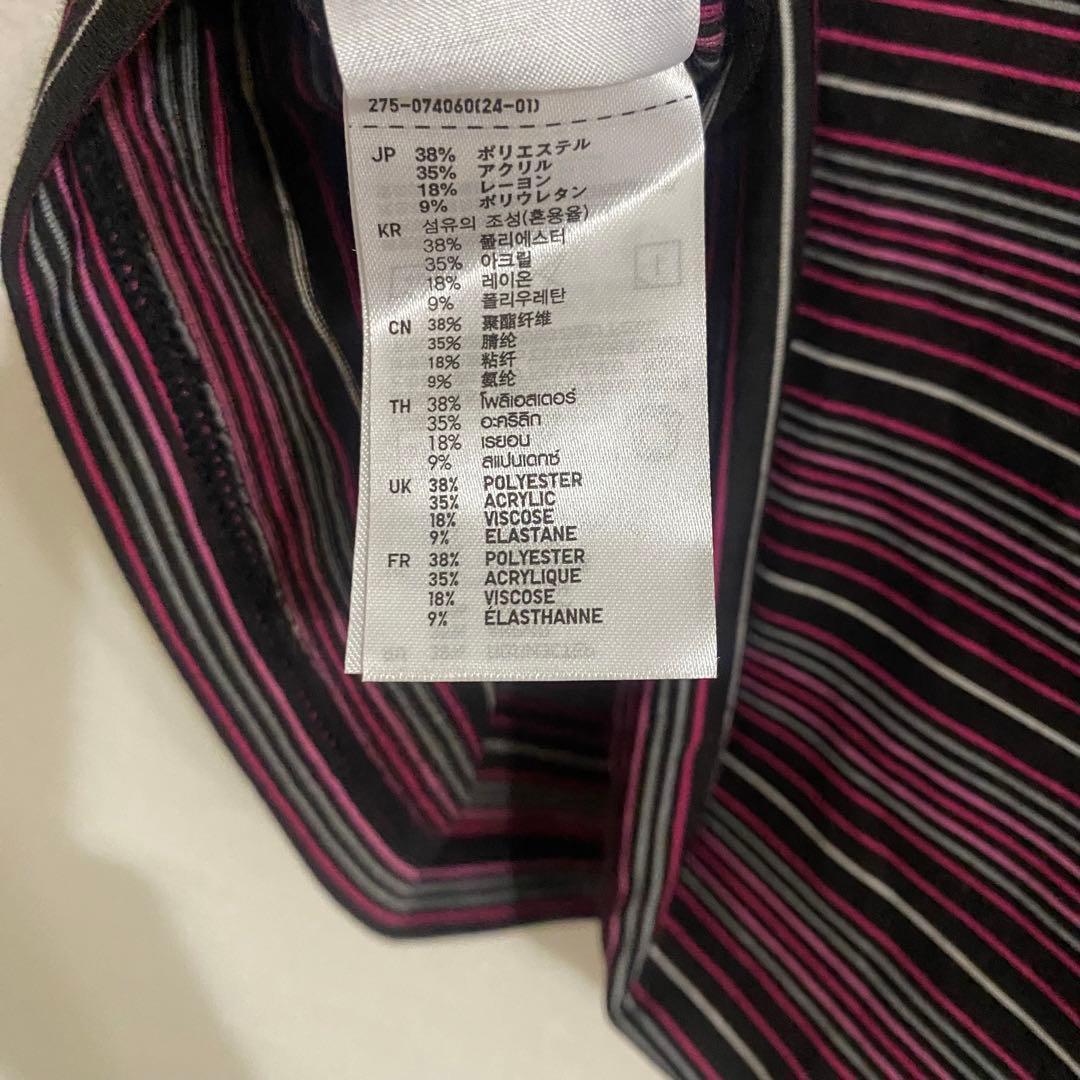 275-074060(24-01)
JP 38% ポリエステル
35% アクリル
18% レーヨン
9% ポリウレタン
KR 섬유의 조성(혼용율)
38% 폴리에스터
35% 아크릴
18% 레이온
9% 폴리우레탄
CN 38% 聚酯纤维
35% 腈纶
18% 粘纤
9% 氨纶
TH 38% โพลิเอสเตอร์
35% อะคริลิก
18% เรยอน
9% สแปนเดกซ์
UK 38% POLYESTER
35% ACRYLIC
18% VISCOSE
9% ELASTANE
FR 38% POLYESTER
35% ACRYLIQUE
18% VISCOSE
9% ÉLASTHANNE